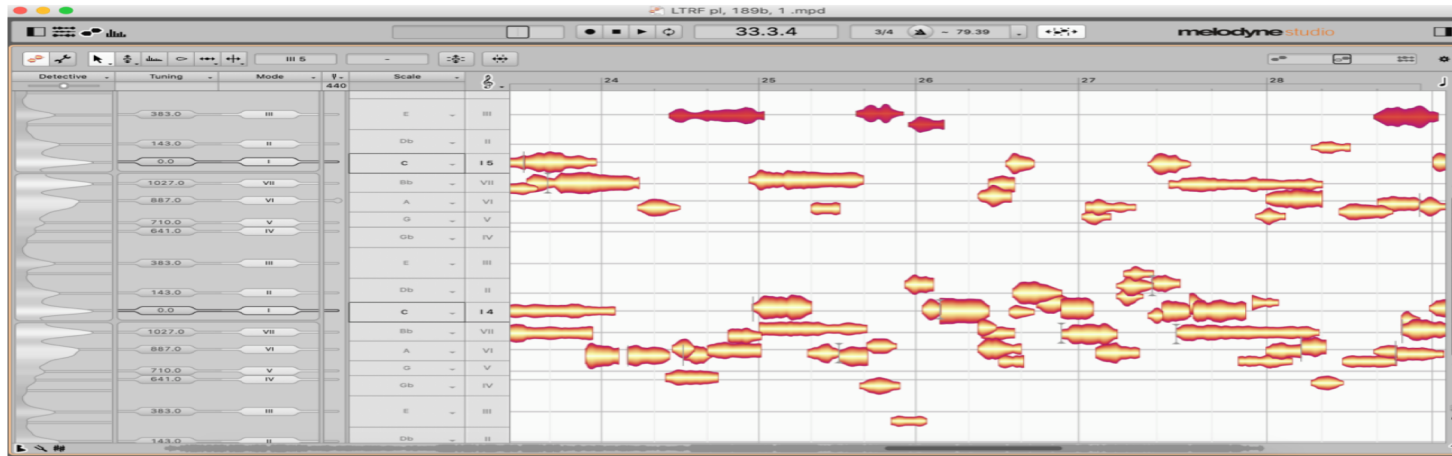 LTRF pl, 189b, 1 .mpd
33.3.4 3/4 ~ 79.39 melodyne studio
III 5 -
Detective Tuning Mode Scale
440
24 25 26 27 28
383.0 III E III
143.0 II Db II
0.0 I C I 5
1027.0 VII Bb VII
887.0 VI A VI
710.0 V G V
641.0 IV Gb IV
383.0 III E III
143.0 II Db II
0.0 I C I 4
1027.0 VII Bb VII
887.0 VI A VI
710.0 V G V
641.0 IV Gb IV
383.0 III E III
143.0 II Db II